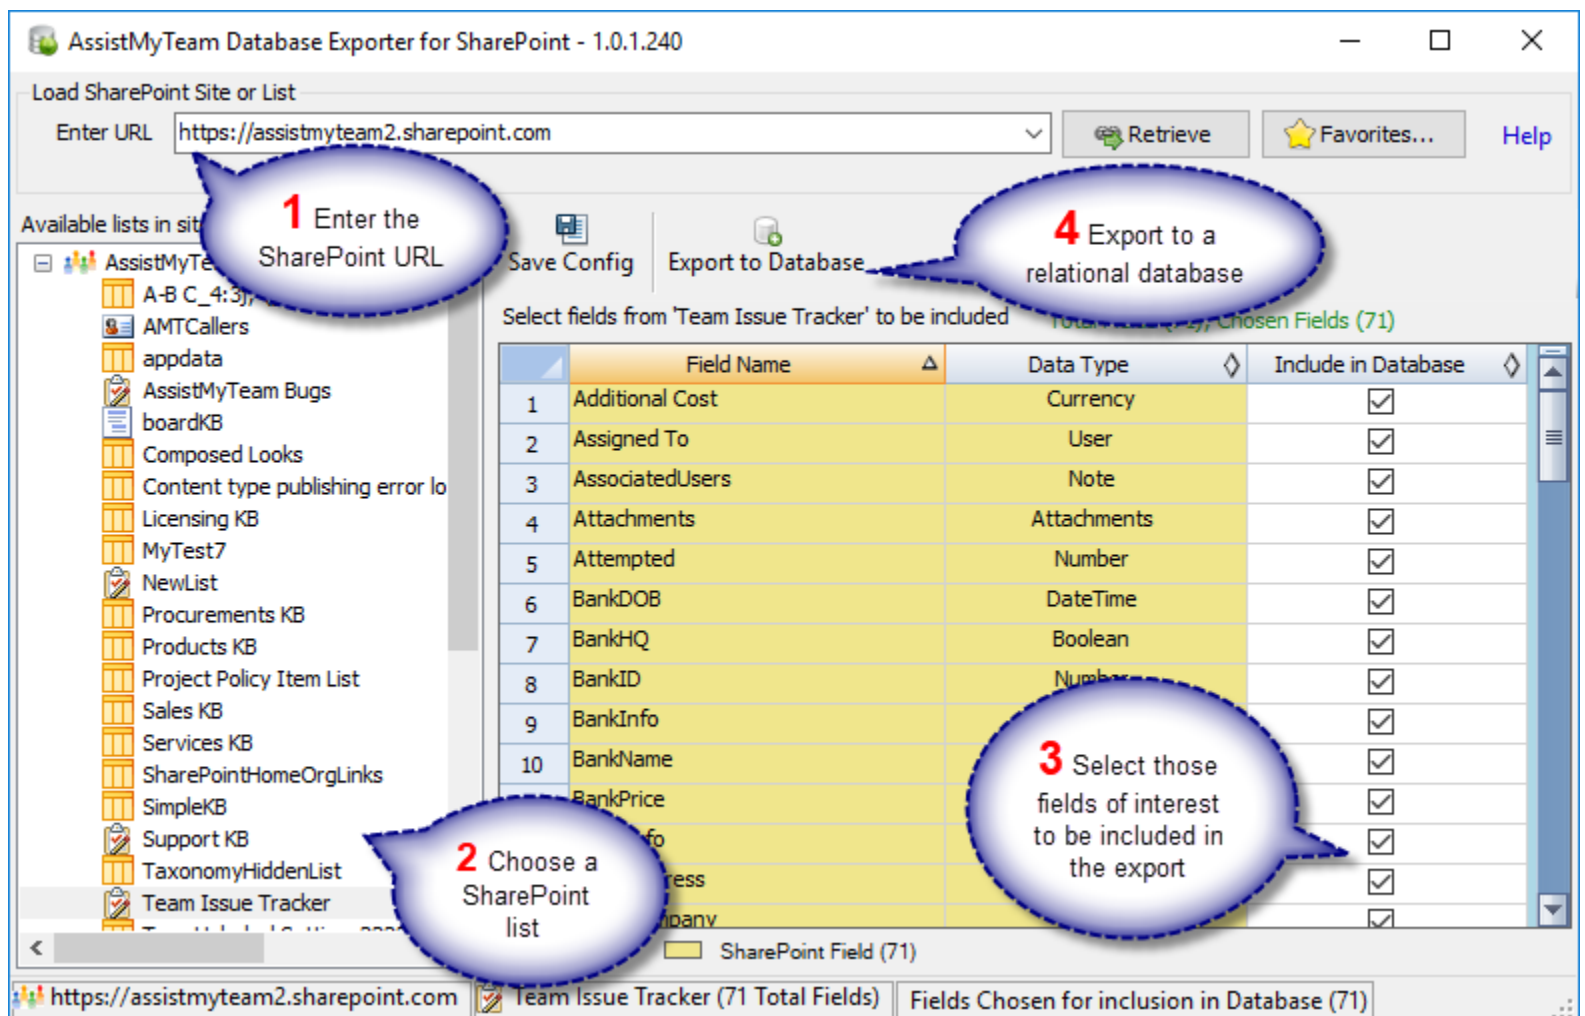 AssistMyTeam Database Exporter for SharePoint - 1.0.1.240
Load SharePoint Site or List
Enter URL https://assistmyteam2.sharepoint.com Retrieve Favorites... Help
1 Enter the
SharePoint URL
Available lists in
Save Config
Export to Database
4 Export to a
relational database
Select fields from 'Team Issue Tracker' to be included
Chosen Fields (71)
A-B C_4:3j,
AMTCallers
appdata
AssistMyTeam Bugs
boardKB
Composed Looks
Content type publishing error lo
Licensing KB
MyTest7
NewList
Procurements KB
Products KB
Project Policy Item List
Sales KB
Services KB
SharePointHomeOrgLinks
SimpleKB
Support KB
TaxonomyHiddenList
Team Issue Tracker
2 Choose a
SharePoint
list
Field Name Data Type Include in Database
1 Additional Cost Currency
2 Assigned To User
3 AssociatedUsers Note
4 Attachments Attachments
5 Attempted Number
6 BankDOB DateTime
7 BankHQ Boolean
8 BankID Number
9 BankInfo
10 BankName
BankPrice
3 Select those
fields of interest
to be included in
the export
SharePoint Field (71)
https://assistmyteam2.sharepoint.com Team Issue Tracker (71 Total Fields) Fields Chosen for inclusion in Database (71)